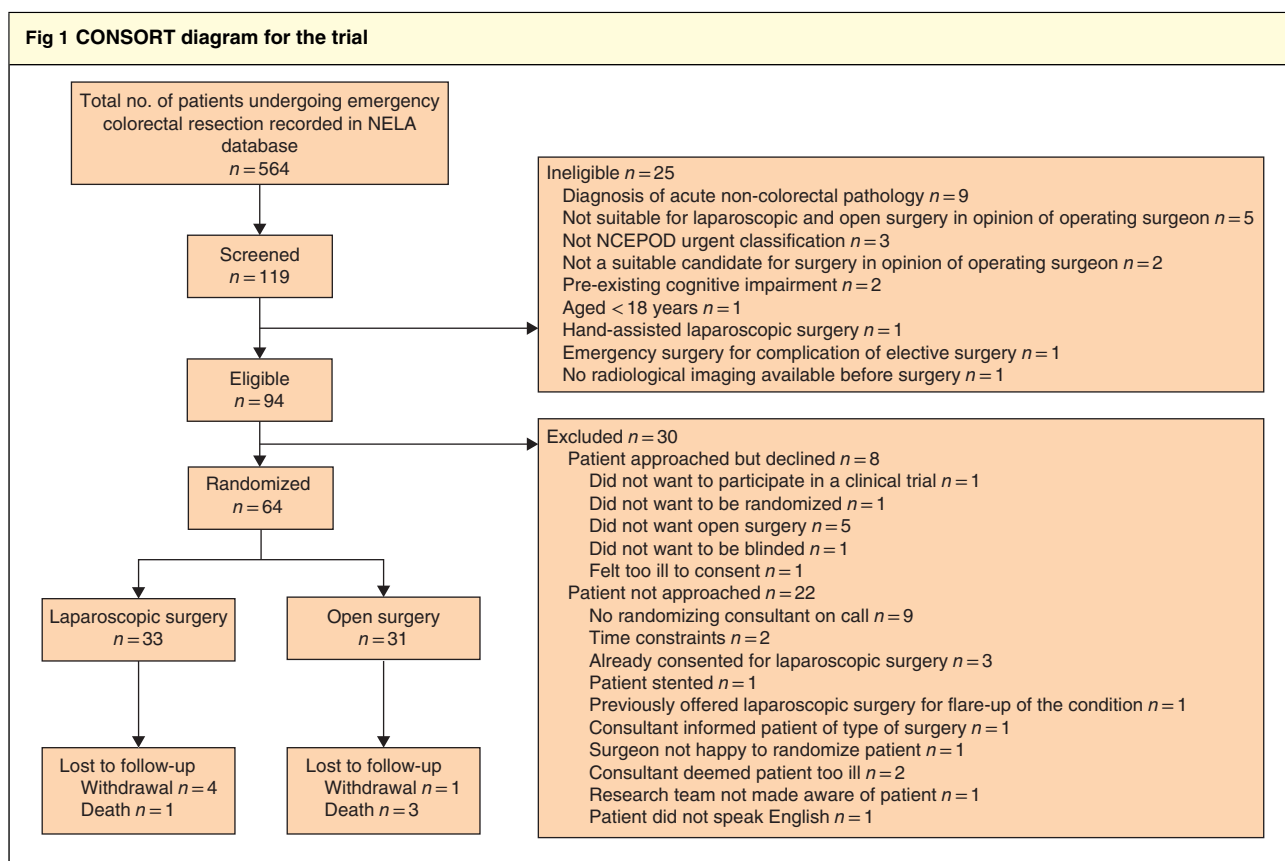 Fig 1 CONSORT diagram for the trial
Total no. of patients undergoing emergency
colorectal resection recorded in NELA
database
n = 564
Screened
n = 119
Ineligible n = 25
Diagnosis of acute non-colorectal pathology n = 9
Not suitable for laparoscopic and open surgery in opinion of operating surgeon n = 5
Not NCEPOD urgent classification n = 3
Not a suitable candidate for surgery in opinion of operating surgeon n = 2
Pre-existing cognitive impairment n = 2
Aged < 18 years n = 1
Hand-assisted laparoscopic surgery n = 1
Emergency surgery for complication of elective surgery n = 1
No radiological imaging available before surgery n = 1
Eligible
n = 94
Excluded n = 30
Patient approached but declined n = 8
Did not want to participate in a clinical trial n = 1
Did not want to be randomized n = 1
Did not want open surgery n = 5
Did not want to be blinded n = 1
Felt too ill to consent n = 1
Patient not approached n = 22
No randomizing consultant on call n = 9
Time constraints n = 2
Already consented for laparoscopic surgery n = 3
Patient stented n = 1
Previously offered laparoscopic surgery for flare-up of the condition n = 1
Consultant informed patient of type of surgery n = 1
Surgeon not happy to randomize patient n = 1
Consultant deemed patient too ill n = 2
Research team not made aware of patient n = 1
Patient did not speak English n = 1
Randomized
n = 64
Laparoscopic surgery
n = 33
Open surgery
n = 31
Lost to follow-up
Withdrawal n = 4
Death n = 1
Lost to follow-up
Withdrawal n = 1
Death n = 3